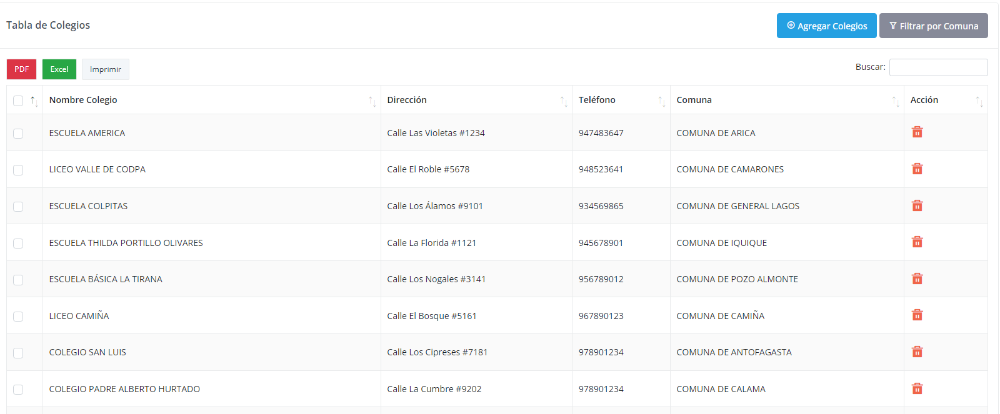 Tabla de Colegios
Agregar Colegios
Filtrar por Comuna
PDF
Excel
Imprimir
Buscar:
Nombre Colegio Dirección Teléfono Comuna Acción
ESCUELA AMERICA Calle Las Violetas #1234 947483647 COMUNA DE ARICA
LICEO VALLE DE CODPA Calle El Roble #5678 948523641 COMUNA DE CAMARONES
ESCUELA COLPITAS Calle Los Álamos #9101 934569865 COMUNA DE GENERAL LAGOS
ESCUELA THILDA PORTILLO OLIVARES Calle La Florida #1121 945678901 COMUNA DE IQUIQUE
ESCUELA BÁSICA LA TIRANA Calle Los Nogales #3141 956789012 COMUNA DE POZO ALMONTE
LICEO CAMIÑA Calle El Bosque #5161 967890123 COMUNA DE CAMIÑA
COLEGIO SAN LUIS Calle Los Cipreses #7181 978901234 COMUNA DE ANTOFAGASTA
COLEGIO PADRE ALBERTO HURTADO Calle La Cumbre #9202 978901234 COMUNA DE CALAMA